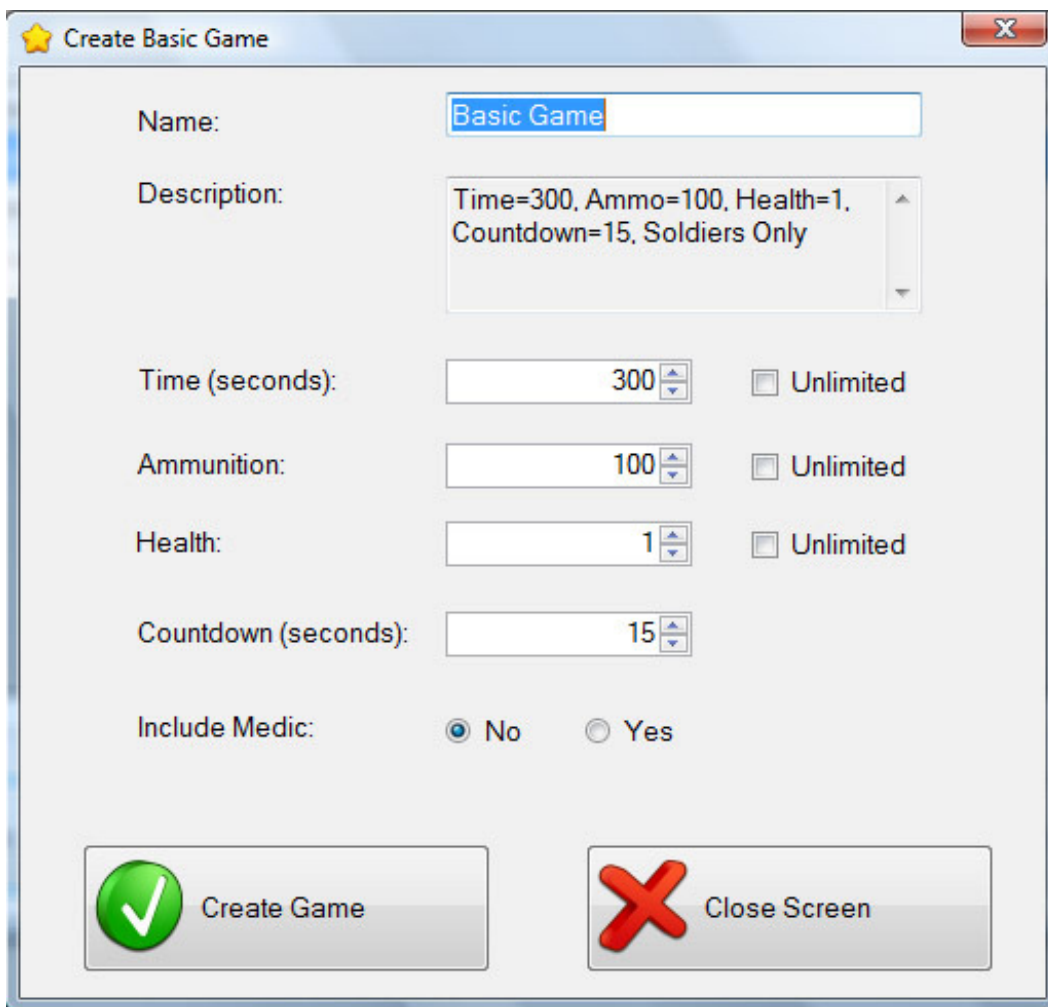 Create Basic Game
Name:
Basic Game
Description:
Time=300, Ammo=100, Health=1,
Countdown=15, Soldiers Only
Time (seconds):
300
Unlimited
Ammunition:
100
Unlimited
Health:
1
Unlimited
Countdown (seconds):
15
Include Medic:
No
Yes
Create Game
Close Screen